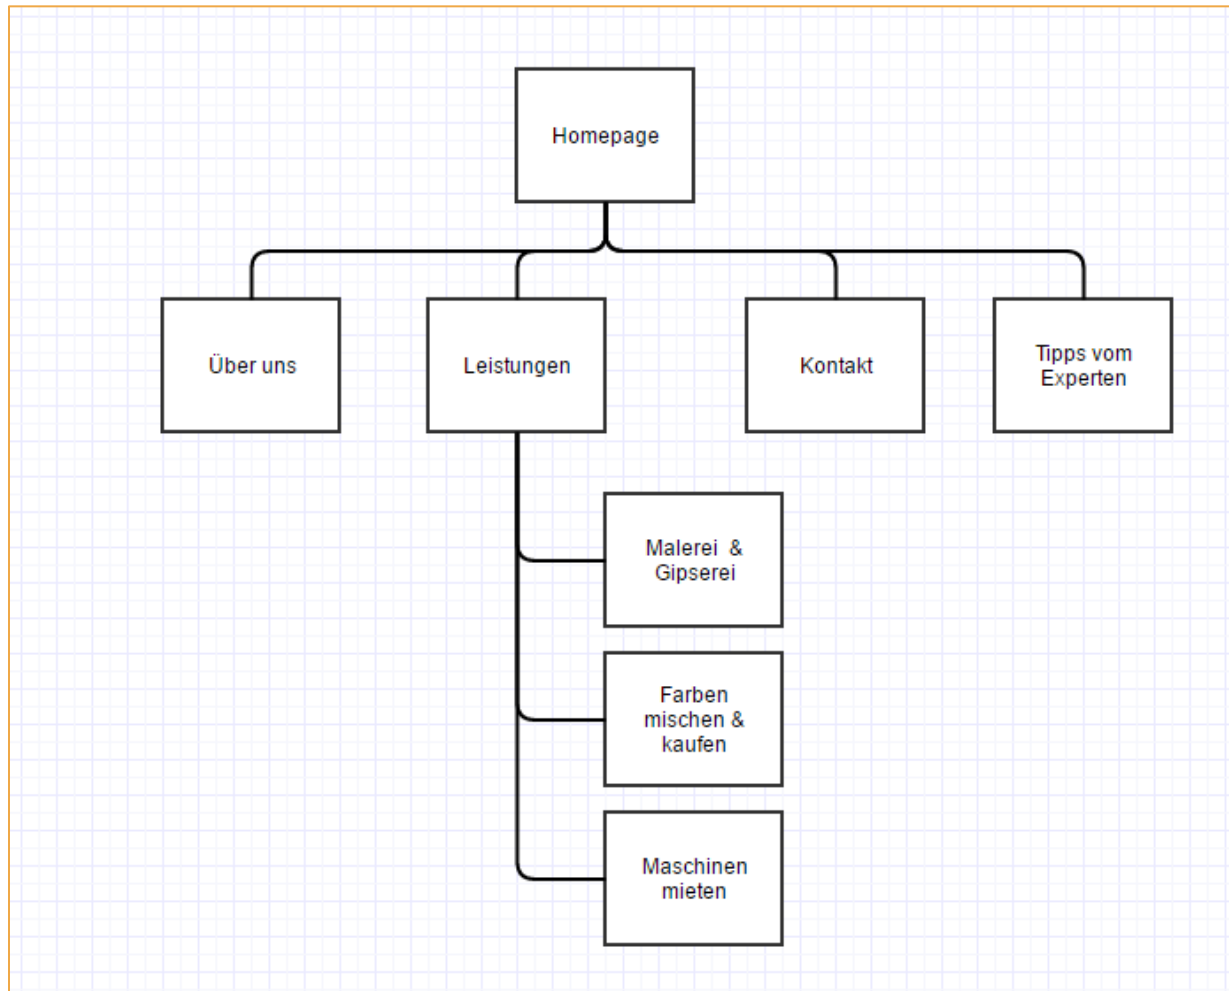 Homepage
Über uns
Leistungen
Kontakt
Tipps vom
Experten
Malerei  &
Gipserei
Farben
mischen &
kaufen
Maschinen
mieten